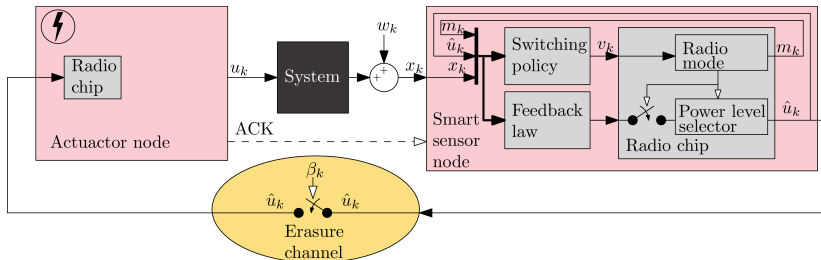 Radio
chip
Actuator node
u_k
ACK
System
w_k
+
+
x_k
m_k
û_k
x_k
Smart
sensor
node
Switching
policy
Feedback
law
v_k
Radio
mode
Power level
selector
Radio chip
m_k
û_k
β_k
û_k
û_k
Erasure
channel